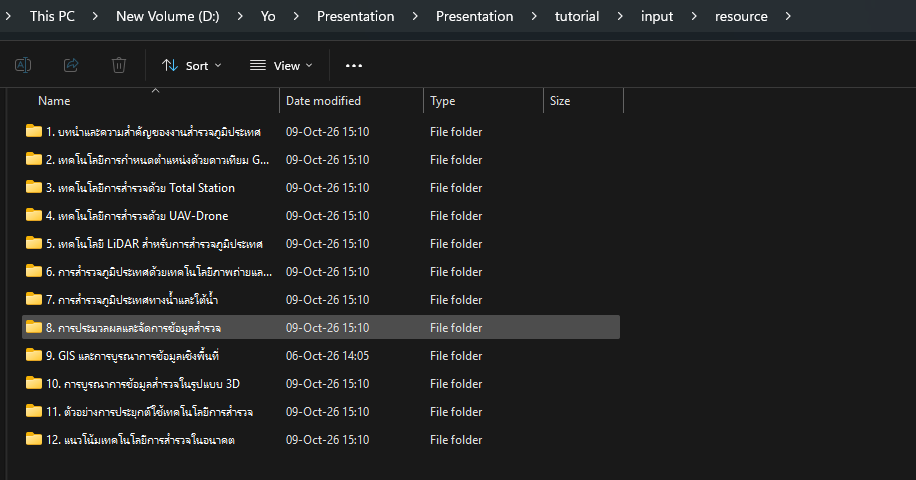 This PC > New Volume (D:) > Yo > Presentation > Presentation > tutorial > input > resource >
Sort View
Name Date modified Type Size
1. บทนำและความสำคัญของงานสำรวจภูมิประเทศ 09-Oct-26 15:10 File folder
2. เทคโนโลยีการกำหนดตำแหน่งด้วยดาวเทียม G... 09-Oct-26 15:10 File folder
3. เทคโนโลยีการสำรวจด้วย Total Station 09-Oct-26 15:10 File folder
4. เทคโนโลยีการสำรวจด้วย UAV-Drone 09-Oct-26 15:10 File folder
5. เทคโนโลยี LiDAR สำหรับการสำรวจภูมิประเทศ 09-Oct-26 15:10 File folder
6. การสำรวจภูมิประเทศด้วยเทคโนโลยีภาพถ่ายแล... 09-Oct-26 15:10 File folder
7. การสำรวจภูมิประเทศทางน้ำและใต้น้ำ 09-Oct-26 15:10 File folder
8. การประมวลผลและจัดการข้อมูลสำรวจ 09-Oct-26 15:10 File folder
9. GIS และการบูรณาการข้อมูลเชิงพื้นที่ 06-Oct-26 14:05 File folder
10. การบูรณาการข้อมูลสำรวจในรูปแบบ 3D 09-Oct-26 15:10 File folder
11. ตัวอย่างการประยุกต์ใช้เทคโนโลยีการสำรวจ 09-Oct-26 15:10 File folder
12. แนวโน้มเทคโนโลยีการสำรวจในอนาคต 09-Oct-26 15:10 File folder